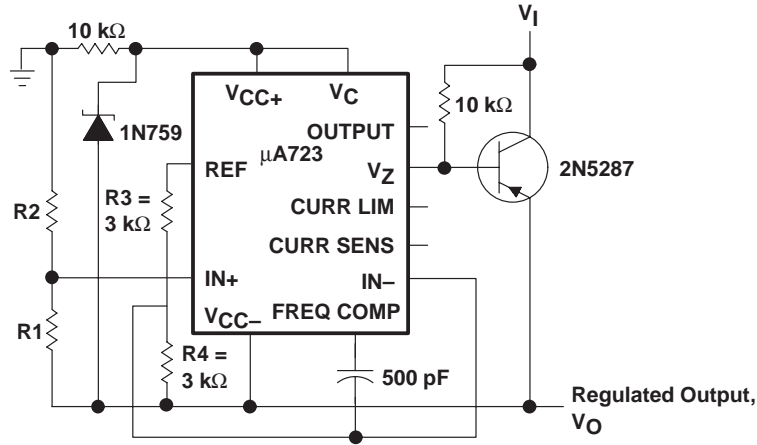 10 kΩ
VI
VCC+
VC
10 kΩ
1N759
OUTPUT
μA723
REF
VZ
2N5287
R3 =
3 kΩ
CURR LIM
R2
CURR SENS
IN+
IN–
FREQ COMP
VCC–
R1
R4 =
3 kΩ
500 pF
Regulated Output,
VO